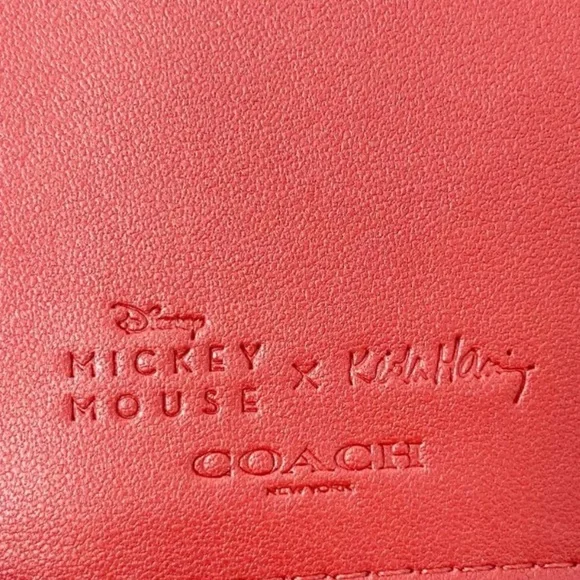 Disney
MICKEY
MOUSE × Keith Haring
COACH
NEW YORK